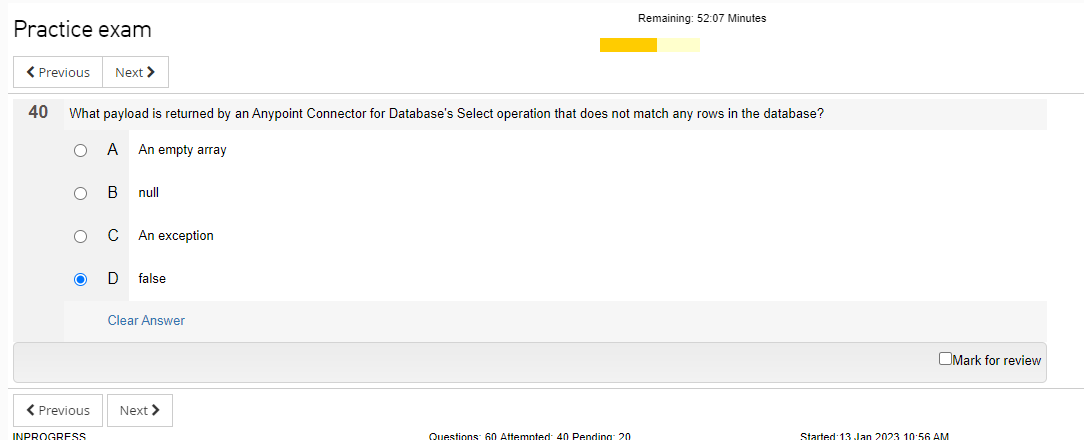 Practice exam
Remaining: 52:07 Minutes
Previous Next
40 What payload is returned by an Anypoint Connector for Database's Select operation that does not match any rows in the database?
A An empty array
B null
C An exception
D false
Clear Answer
Mark for review
Previous Next
INPROGRESS Questions: 60 Attempted: 40 Pending: 20 Started:13 Jan 2023 10:56 AM